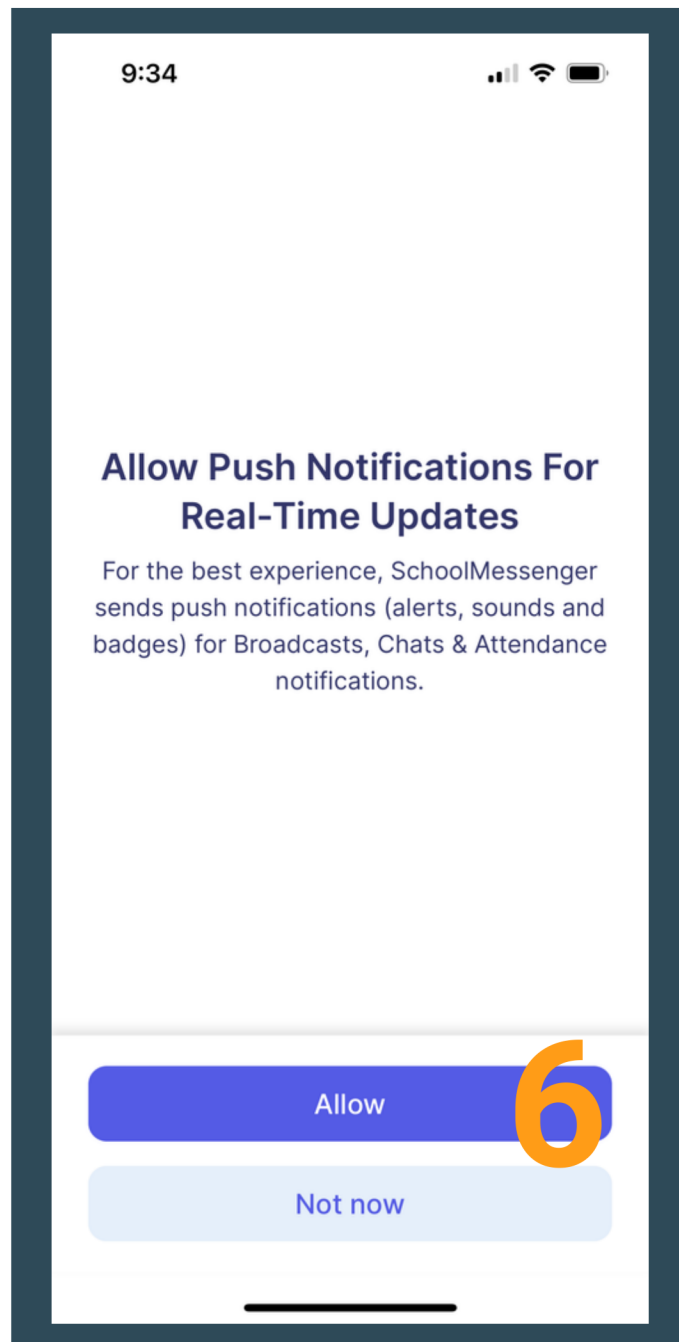 9:34
Allow Push Notifications For
Real-Time Updates
For the best experience, SchoolMessenger
sends push notifications (alerts, sounds and
badges) for Broadcasts, Chats & Attendance
notifications.
Allow
6
Not now